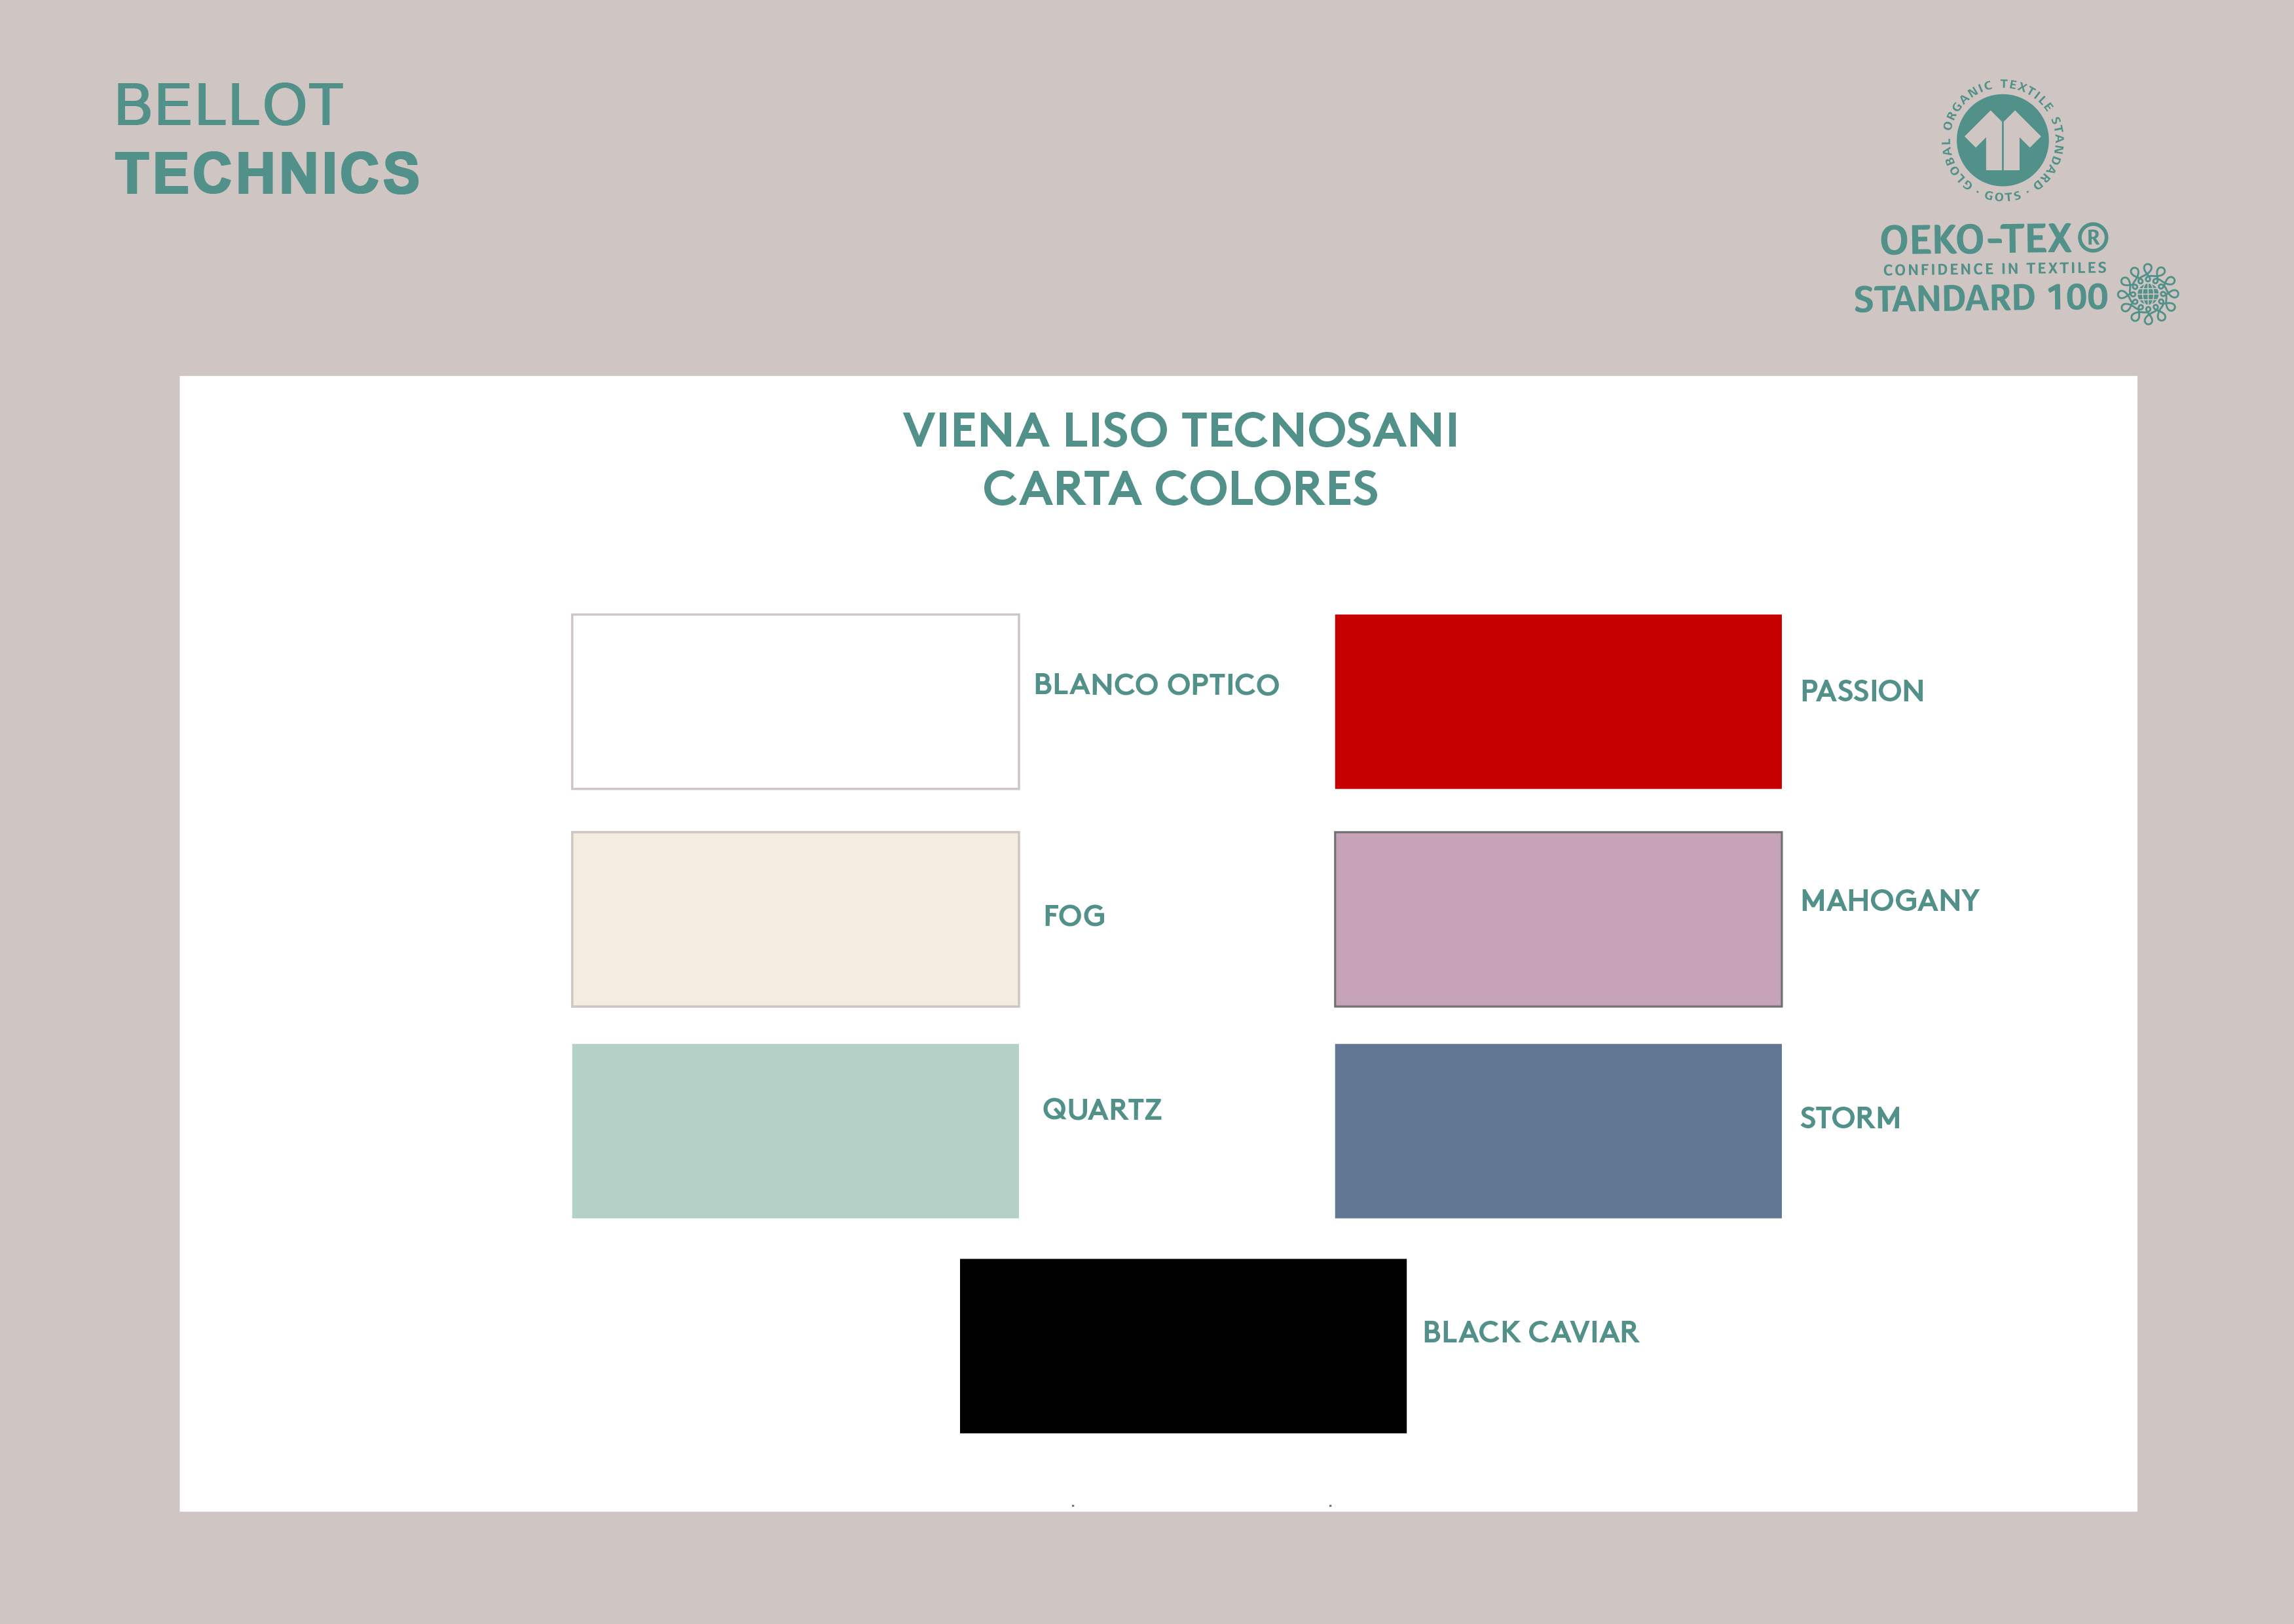 BELLOT
TECHNICS
GLOBAL ORGANIC TEXTILE STANDARD · GOTS ·
OEKO-TEX®
CONFIDENCE IN TEXTILES
STANDARD 100
VIENA LISO TECNOSANI
CARTA COLORES
BLANCO OPTICO
PASSION
FOG
MAHOGANY
QUARTZ
STORM
BLACK CAVIAR